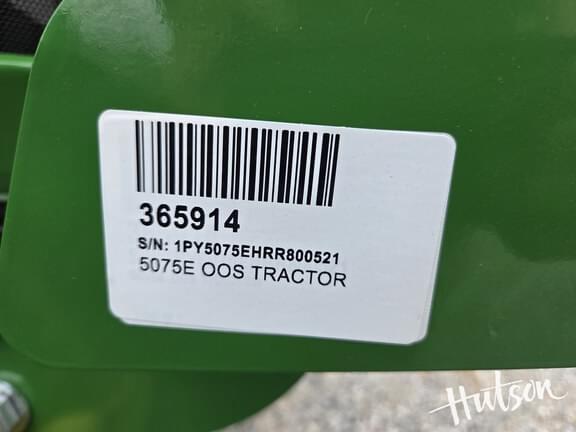 365914
S/N: 1PY5075EHRR800521
5075E OOS TRACTOR
Hutson